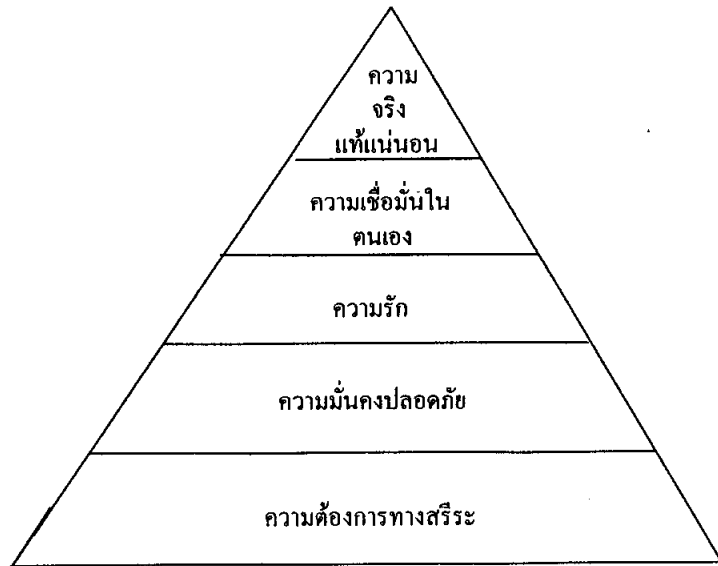 ความ
จริง
แท้แน่นอน
ความเชื่อมั่นใน
ตนเอง
ความรัก
ความมั่นคงปลอดภัย
ความต้องการทางสรีระ